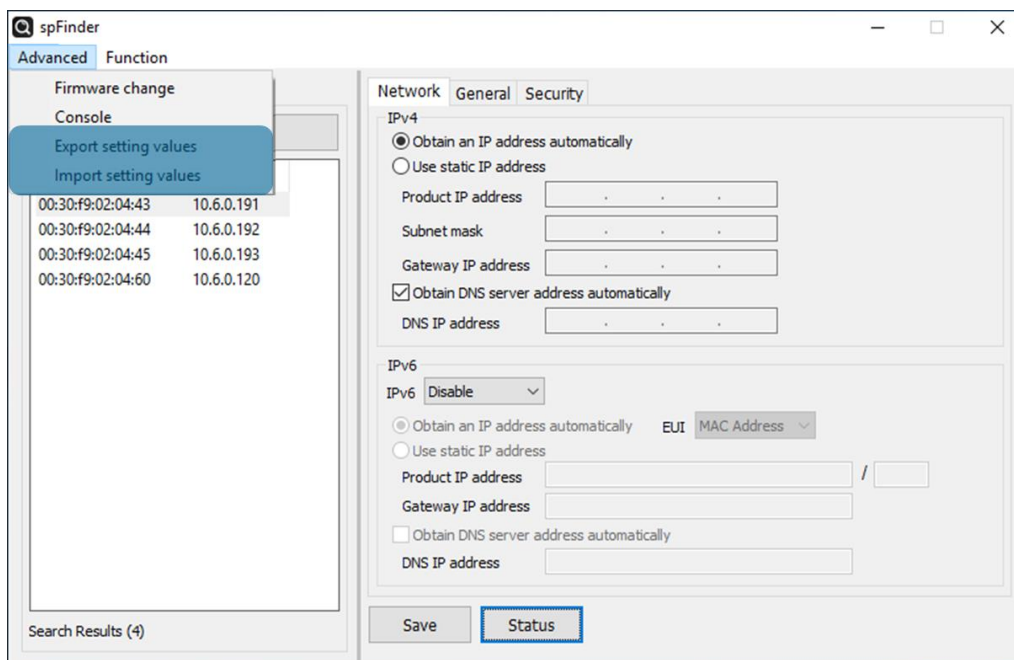 spFinder
Advanced Function
Firmware change
Console
Export setting values
Import setting values
00:30:f9:02:04:43 10.6.0.191
00:30:f9:02:04:44 10.6.0.192
00:30:f9:02:04:45 10.6.0.193
00:30:f9:02:04:60 10.6.0.120
Search Results (4)
Network General Security
IPv4
Obtain an IP address automatically
Use static IP address
Product IP address . . .
Subnet mask . . .
Gateway IP address . . .
Obtain DNS server address automatically
DNS IP address . . .
IPv6
IPv6 Disable
Obtain an IP address automatically EUI MAC Address
Use static IP address
Product IP address /
Gateway IP address
Obtain DNS server address automatically
DNS IP address
Save Status